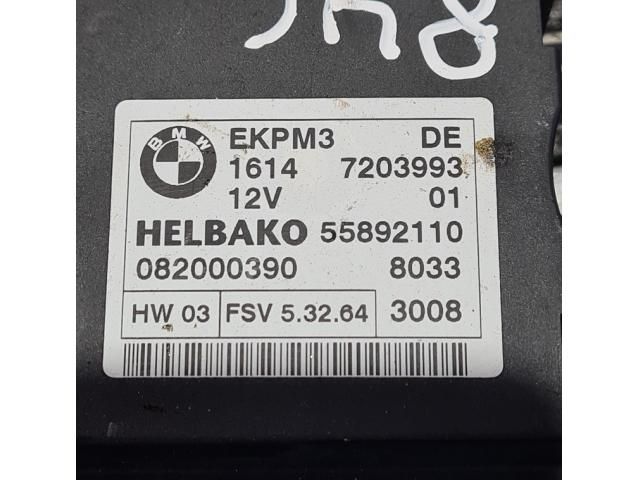 BMW
EKPM3 DE
1614 7203993
12V 01
HELBAKO 55892110
082000390 8033
HW 03 FSV 5.32.64 3008